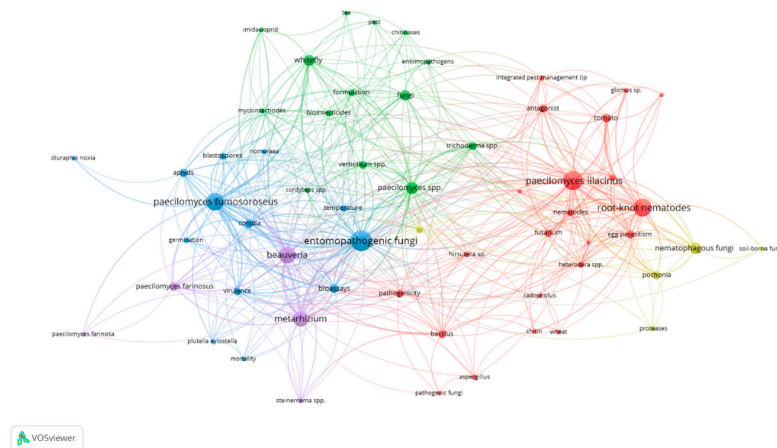 tea
pest
imidacloprid
chitinases
whitefly
entomopathogens
integrated pest management (ip
formulation
fungi
glomus sp.
antagonist
mycoinsecticides
bioinsecticides
tomato
trichoderma spp
nomuraea
blastospores
diuraphis noxia
verticillium spp.
aphids
paecilomyces lilacinus
cordyceps spp
paecilomyces spp.
paecilomyces fumosoroseus
temperature
root-knot nematodes
nematodes
conidia
fusarium
egg parasitism
germination
entomopathogenic fungi
nematophagous fungi
soil-borne fun
beauveria
hirsutella sp.
heterodera spp.
pochonia
paecilomyces farinosus
virulence
bioassays
pathogenicity
radopholus
metarhizium
paecilomyces farinosa
bacillus
chitin
wheat
proteases
plutella xylostella
mortality
aspergillus
pathogenic fungi
steinernema spp.
VOSviewer